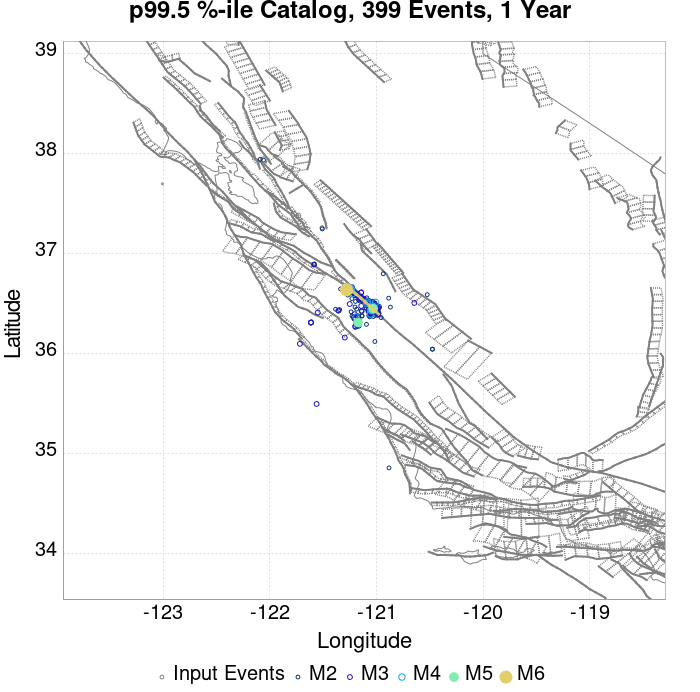 p99.5 %-ile Catalog, 399 Events, 1 Year
39
38
37
36
35
34
Latitude
-123 -122 -121 -120 -119
Longitude
Input Events M2 M3 M4 M5 M6